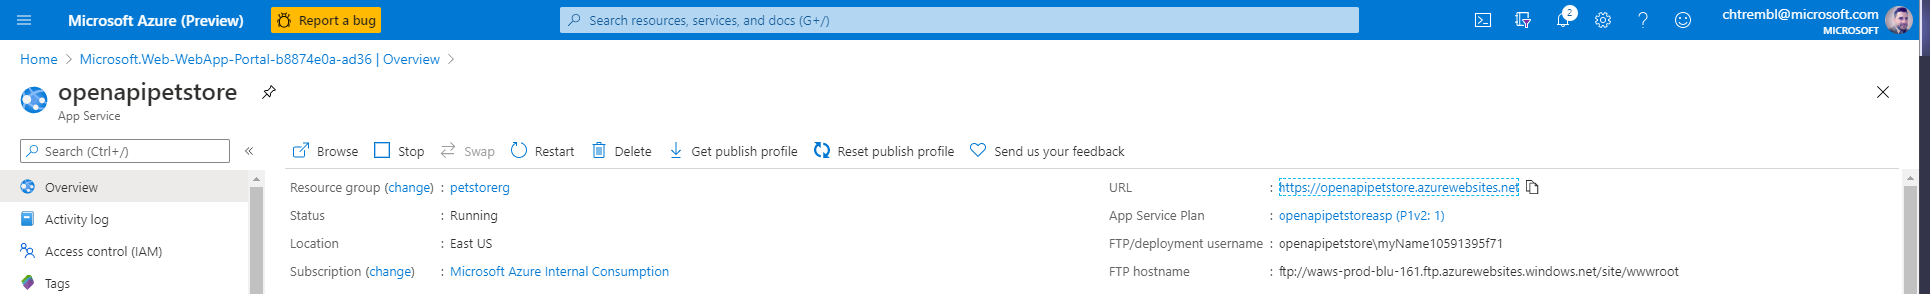 Microsoft Azure (Preview) Report a bug Search resources, services, and docs (G+/) 2 ? chtrembl@microsoft.com
MICROSOFT
Home > Microsoft.Web-WebApp-Portal-b8874e0a-ad36 | Overview >
openapipetstore
App Service
Search (Ctrl+/) « Browse Stop Swap Restart Delete Get publish profile Reset publish profile Send us your feedback
Overview
Activity log
Access control (IAM)
Tags
Resource group (change) : petstorerg
Status : Running
Location : East US
Subscription (change) : Microsoft Azure Internal Consumption
URL : https://openapipetstore.azurewebsites.net
App Service Plan : openapipetstoreasp (P1v2: 1)
FTP/deployment username : openapipetstore\myName10591395f71
FTP hostname : ftp://waws-prod-blu-161.ftp.azurewebsites.windows.net/site/wwwroot